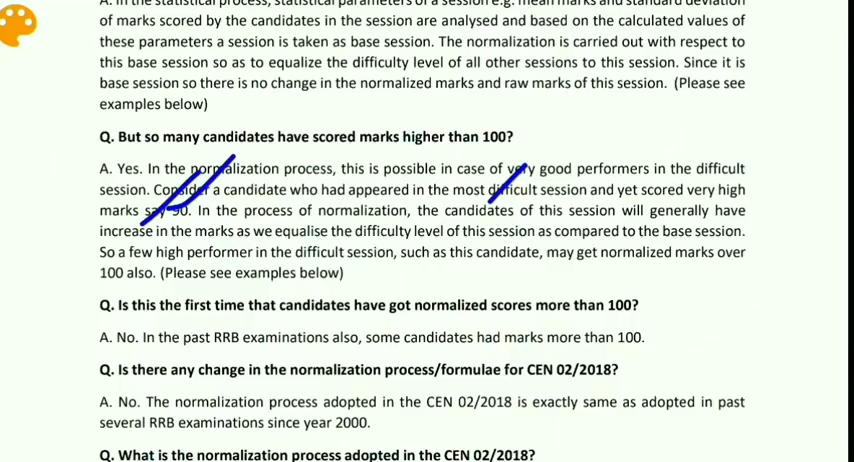 A. In the statistical process, statistical parameters of a session e.g. mean marks and standard deviation
of marks scored by the candidates in the session are analysed and based on the calculated values of
these parameters a session is taken as base session. The normalization is carried out with respect to
this base session so as to equalize the difficulty level of all other sessions to this session. Since it is
base session so there is no change in the normalized marks and raw marks of this session. (Please see
examples below)
Q. But so many candidates have scored marks higher than 100?
A. Yes. In the normalization process, this is possible in case of very good performers in the difficult
session. Consider a candidate who had appeared in the most difficult session and yet scored very high
marks say 90. In the process of normalization, the candidates of this session will generally have
increase in the marks as we equalise the difficulty level of this session as compared to the base session.
So a few high performer in the difficult session, such as this candidate, may get normalized marks over
100 also. (Please see examples below)
Q. Is this the first time that candidates have got normalized scores more than 100?
A. No. In the past RRB examinations also, some candidates had marks more than 100.
Q. Is there any change in the normalization process/formulae for CEN 02/2018?
A. No. The normalization process adopted in the CEN 02/2018 is exactly same as adopted in past
several RRB examinations since year 2000.
Q. What is the normalization process adopted in the CEN 02/2018?